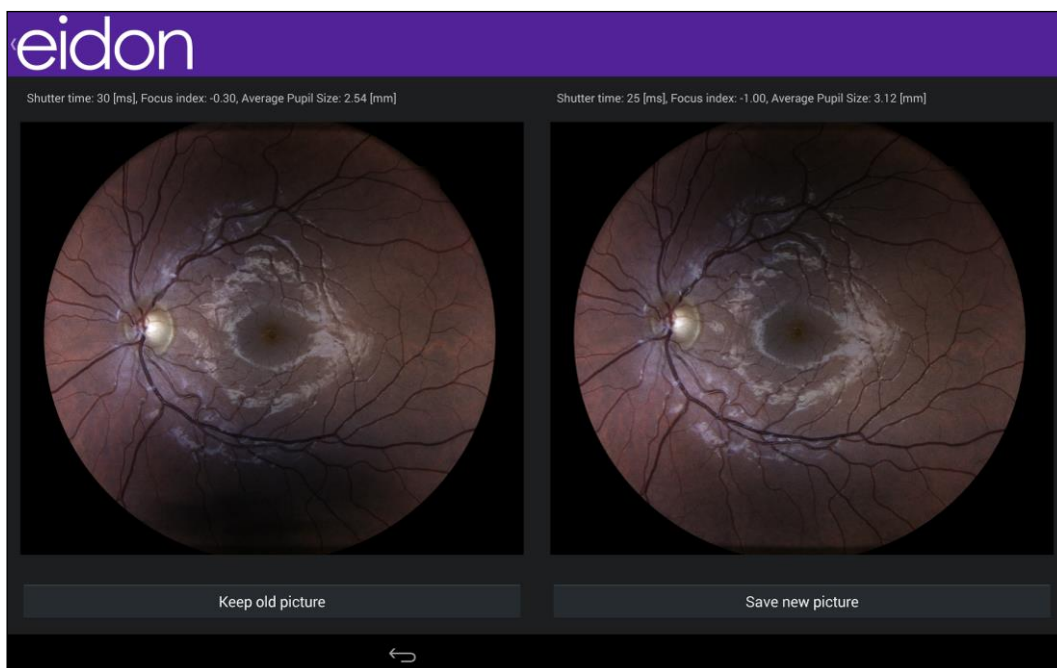 eidon
Shutter time: 30 [ms], Focus index: -0.30, Average Pupil Size: 2.54 [mm]
Shutter time: 25 [ms], Focus index: -1.00, Average Pupil Size: 3.12 [mm]
Keep old picture
Save new picture